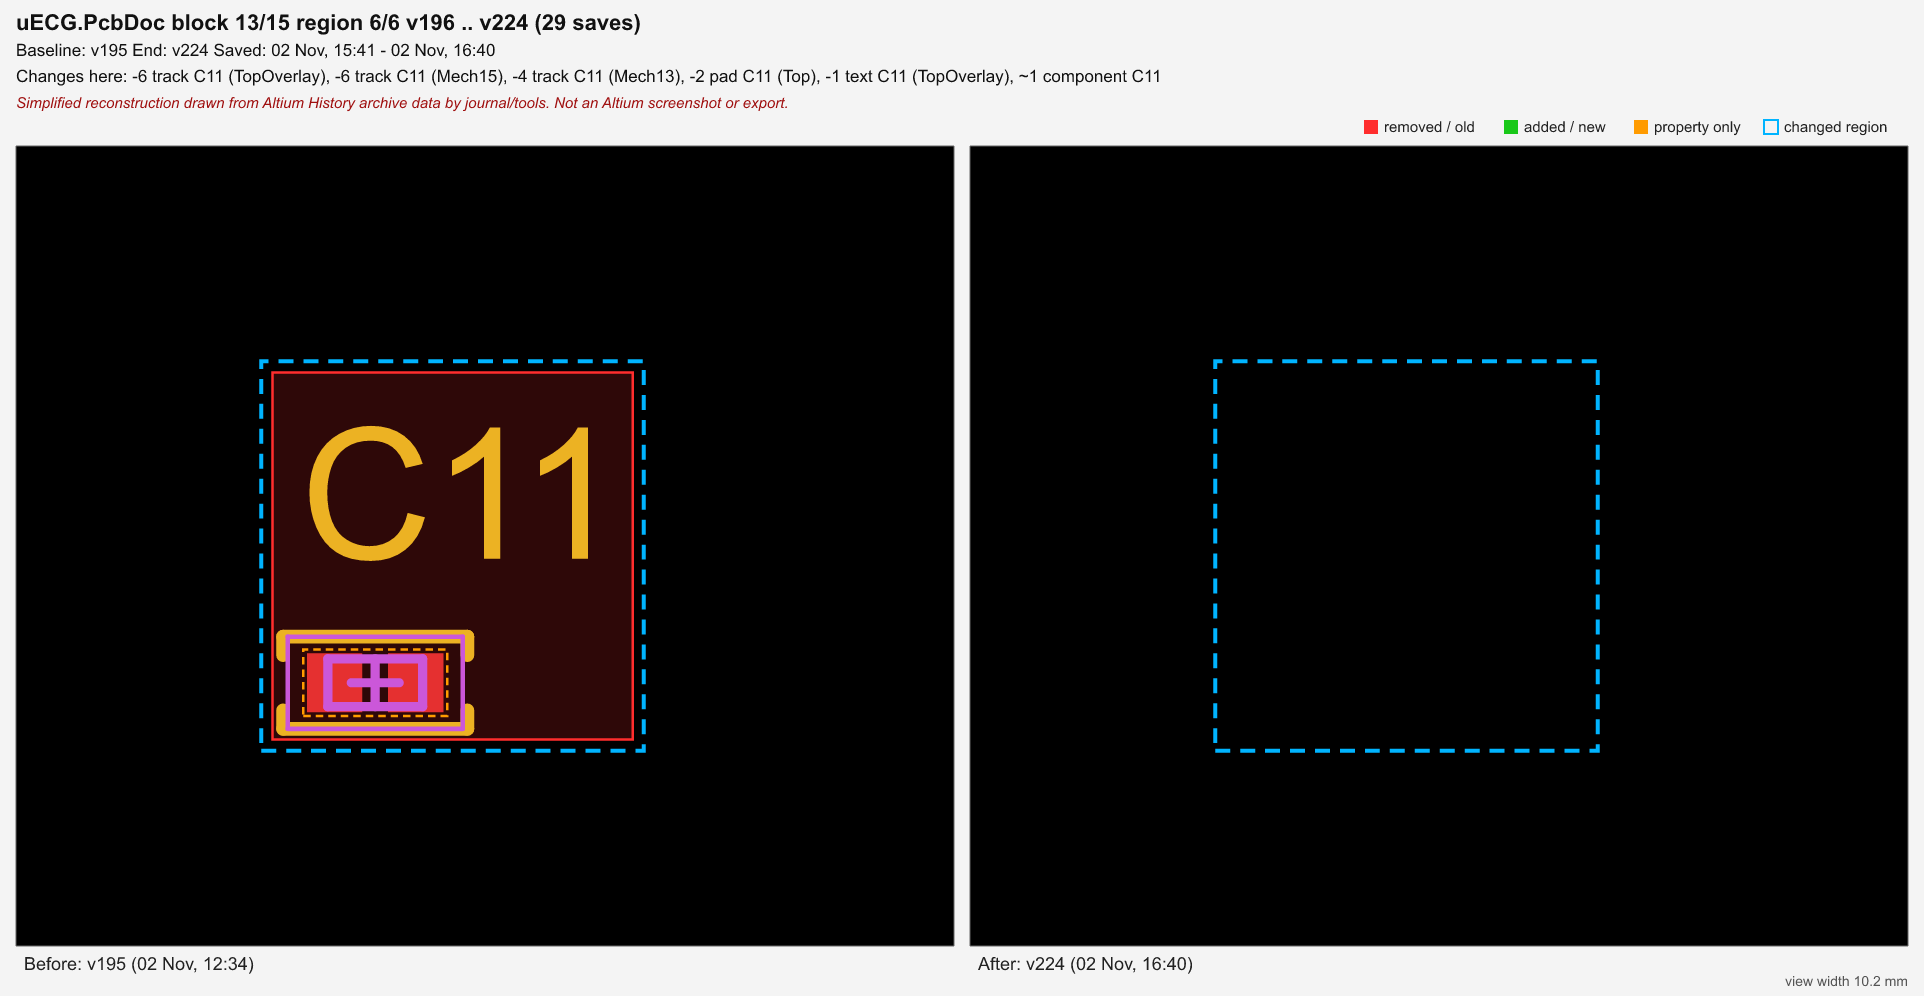 uECG.PcbDoc block 13/15 region 6/6 v196 .. v224 (29 saves)
Baseline: v195 End: v224 Saved: 02 Nov, 15:41 - 02 Nov, 16:40
Changes here: -6 track C11 (TopOverlay), -6 track C11 (Mech15), -4 track C11 (Mech13), -2 pad C11 (Top), -1 text C11 (TopOverlay), ~1 component C11
Simplified reconstruction drawn from Altium History archive data by journal/tools. Not an Altium screenshot or export.
removed / old
added / new
property only
changed region
C11
Before: v195 (02 Nov, 12:34)
After: v224 (02 Nov, 16:40)
view width 10.2 mm